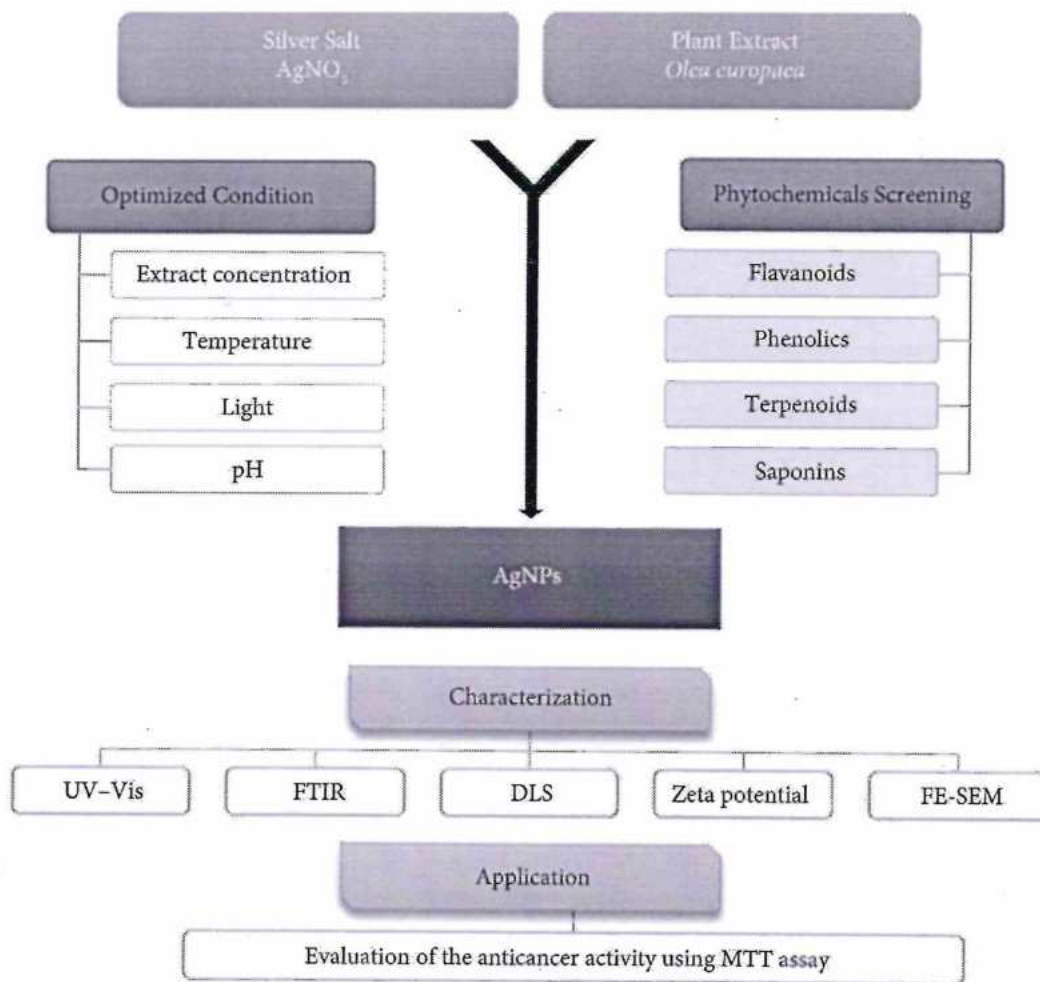 Silver Salt
AgNO₃
Plant Extract
Olea europaea
Optimized Condition
Extract concentration
Temperature
Light
pH
Phytochemicals Screening
Flavanoids
Phenolics
Terpenoids
Saponins
AgNPs
Characterization
UV–Vis
FTIR
DLS
Zeta potential
FE-SEM
Application
Evaluation of the anticancer activity using MTT assay